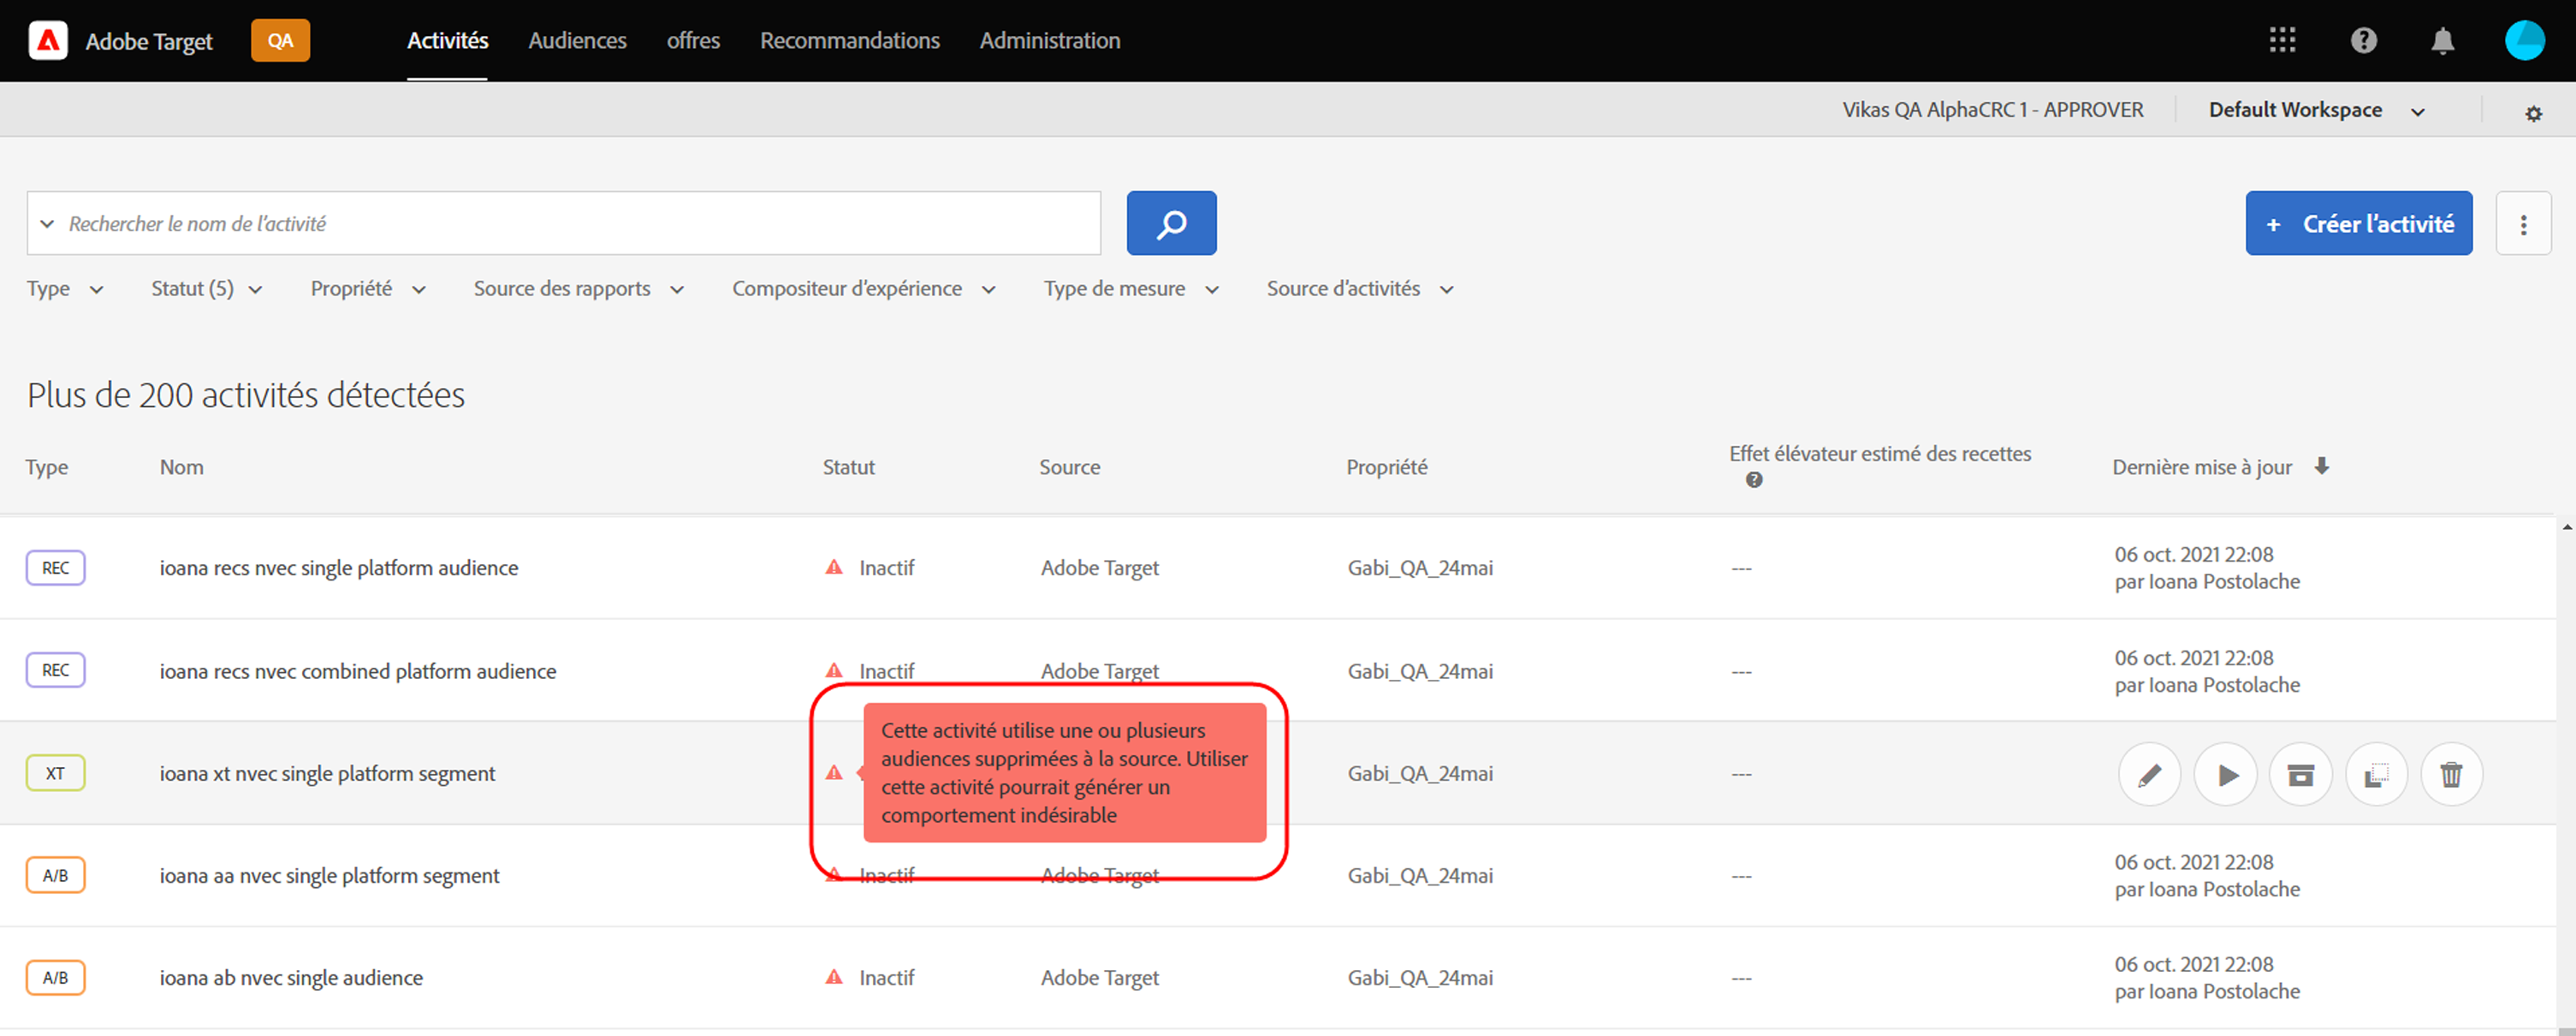 Adobe Target QA Activités Audiences offres Recommandations Administration
Vikas QA AlphaCRC 1 - APPROVER Default Workspace
Rechercher le nom de l'activité + Créer l'activité
Type Statut (5) Propriété Source des rapports Compositeur d'expérience Type de mesure Source d'activités
Plus de 200 activités détectées
Type Nom Statut Source Propriété Effet élévateur estimé des recettes Dernière mise à jour
REC ioana recs nvec single platform audience Inactif Adobe Target Gabi_QA_24mai --- 06 oct. 2021 22:08
par Ioana Postolache
REC ioana recs nvec combined platform audience Inactif Adobe Target Gabi_QA_24mai --- 06 oct. 2021 22:08
par Ioana Postolache
XT ioana xt nvec single platform segment Gabi_QA_24mai ---
Cette activité utilise une ou plusieurs
audiences supprimées à la source. Utiliser
cette activité pourrait générer un
comportement indésirable
A/B ioana aa nvec single platform segment Inactif Adobe Target Gabi_QA_24mai --- 06 oct. 2021 22:08
par Ioana Postolache
A/B ioana ab nvec single audience Inactif Adobe Target Gabi_QA_24mai --- 06 oct. 2021 22:08
par Ioana Postolache